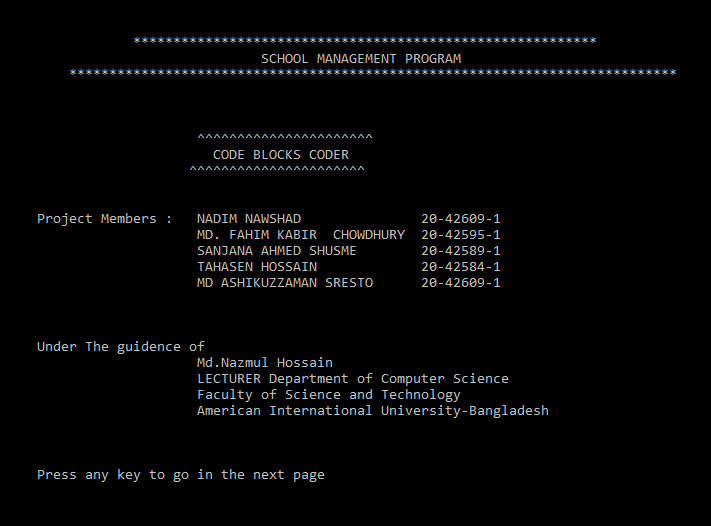 **********************************************************
SCHOOL MANAGEMENT PROGRAM
****************************************************************************
^^^^^^^^^^^^^^^^^^^^^^
CODE BLOCKS CODER
^^^^^^^^^^^^^^^^^^^^^^
Project Members : NADIM NAWSHAD 20-42609-1
MD. FAHIM KABIR  CHOWDHURY 20-42595-1
SANJANA AHMED SHUSME 20-42589-1
TAHASEN HOSSAIN 20-42584-1
MD ASHIKUZZAMAN SRESTO 20-42609-1
Under The guidence of
Md.Nazmul Hossain
LECTURER Department of Computer Science
Faculty of Science and Technology
American International University-Bangladesh
Press any key to go in the next page